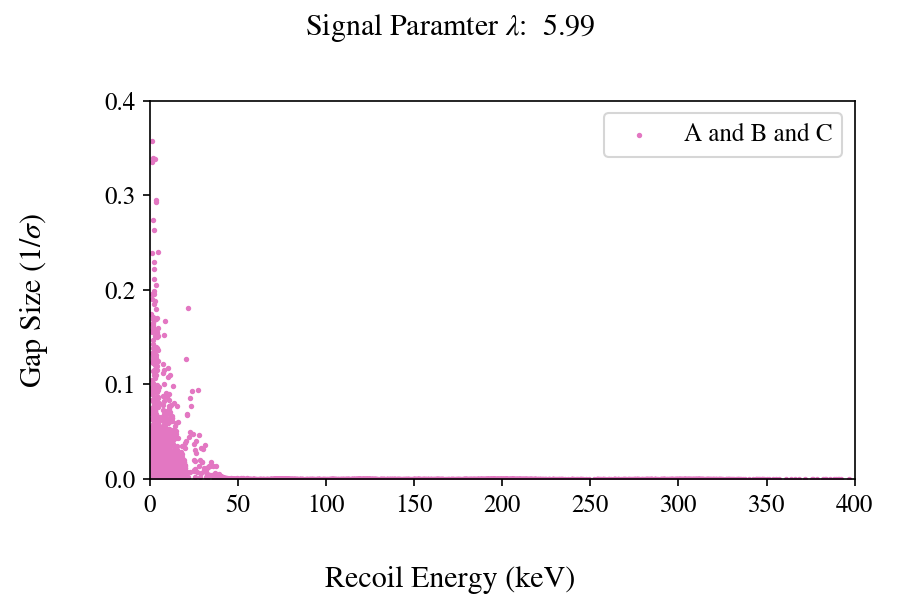 Signal Paramter λ: 5.99
A and B and C
Gap Size (1/σ)
0.4
0.3
0.2
0.1
0.0
0 50 100 150 200 250 300 350 400
Recoil Energy (keV)